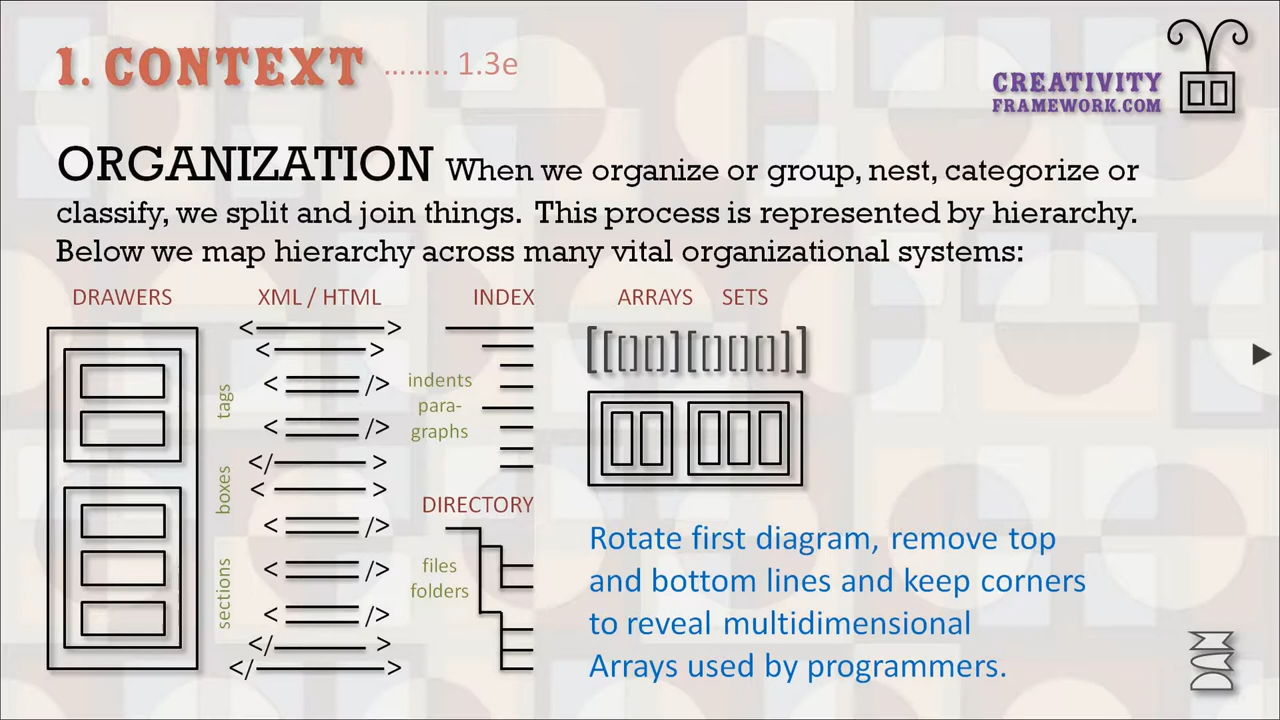 1. CONTEXT ........ 1.3e
CREATIVITY
FRAMEWORK.COM
ORGANIZATION When we organize or group, nest, categorize or
classify, we split and join things. This process is represented by hierarchy.
Below we map hierarchy across many vital organizational systems:
DRAWERS
XML / HTML
INDEX
ARRAYS
SETS
tags
boxes
sections
indents
para-
graphs
DIRECTORY
files
folders
Rotate first diagram, remove top
and bottom lines and keep corners
to reveal multidimensional
Arrays used by programmers.